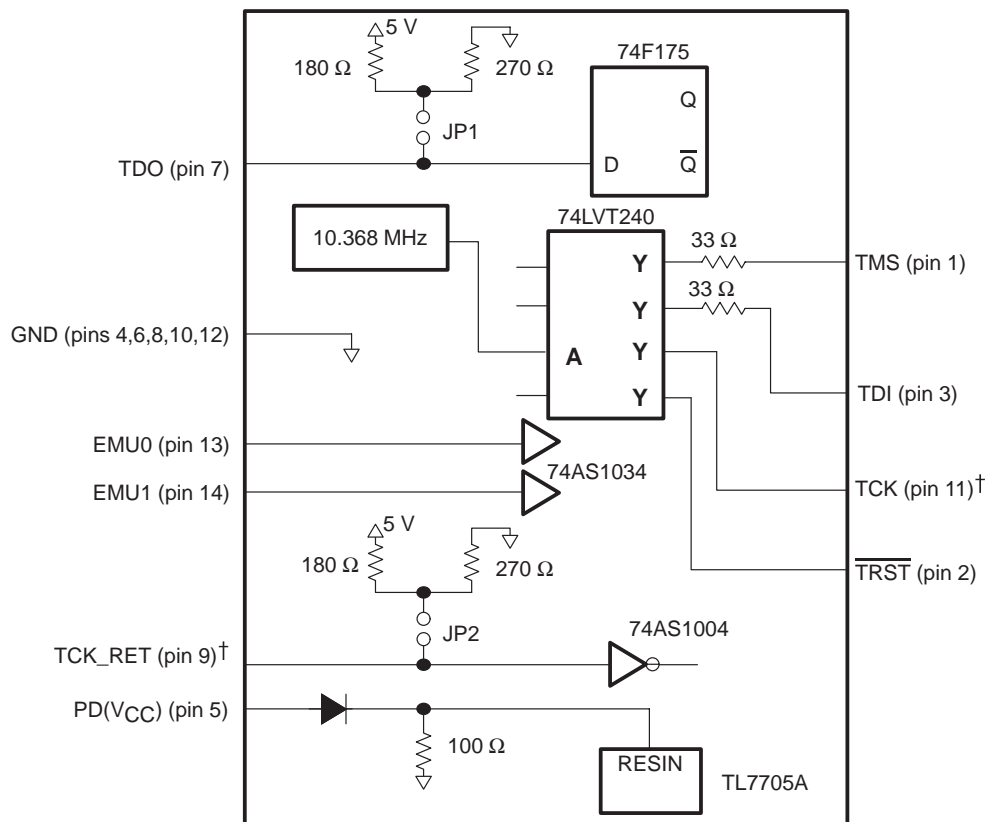 5 V
180 Ω
270 Ω
JP1
74F175
Q
D
Q̅
TDO (pin 7)
10.368 MHz
74LVT240
A
Y
Y
Y
Y
33 Ω
33 Ω
TMS (pin 1)
TDI (pin 3)
TCK (pin 11)†
T̅R̅S̅T̅ (pin 2)
GND (pins 4,6,8,10,12)
EMU0 (pin 13)
EMU1 (pin 14)
74AS1034
5 V
180 Ω
270 Ω
JP2
74AS1004
TCK_RET (pin 9)†
PD(VCC) (pin 5)
100 Ω
RESIN
TL7705A